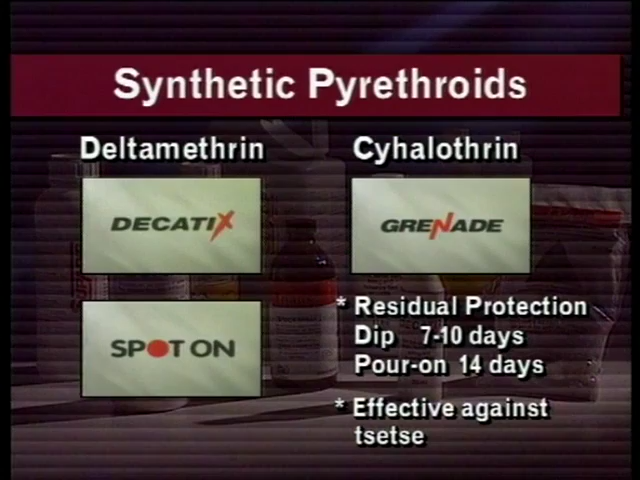 Synthetic Pyrethroids
Deltamethrin
DECATIX
SPOT ON
Cyhalothrin
GRENADE
* Residual Protection
Dip 7-10 days
Pour-on 14 days
* Effective against
tsetse